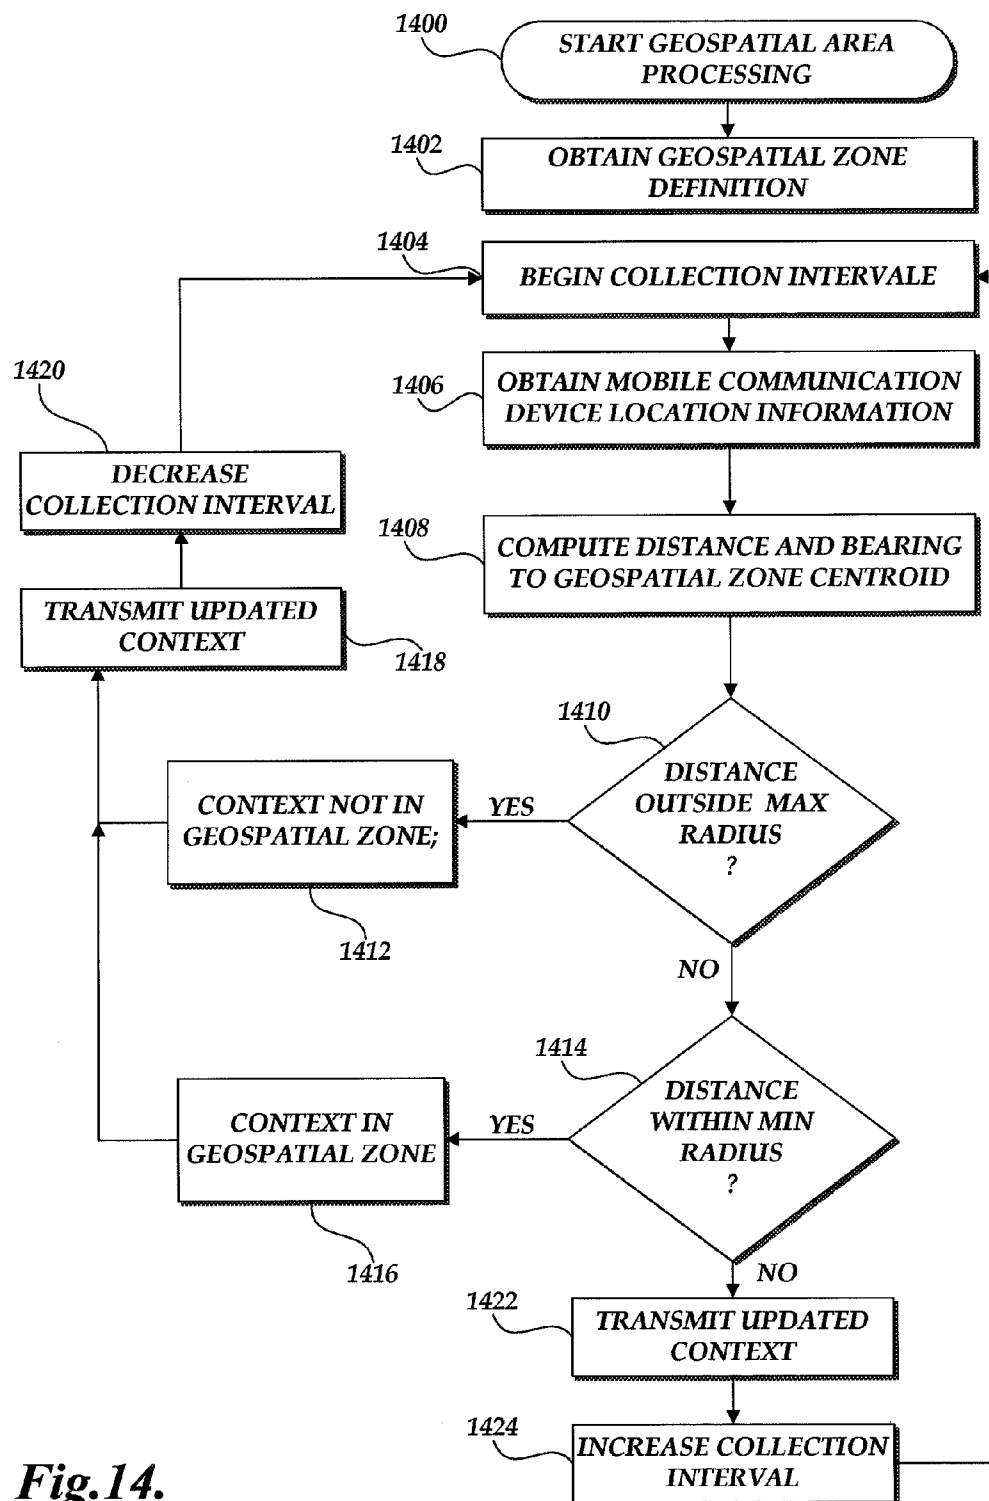 1400
START GEOSPATIAL AREA
PROCESSING
1402
OBTAIN GEOSPATIAL ZONE
DEFINITION
1404
BEGIN COLLECTION INTERVALE
1406
OBTAIN MOBILE COMMUNICATION
DEVICE LOCATION INFORMATION
1420
DECREASE
COLLECTION INTERVAL
1408
COMPUTE DISTANCE AND BEARING
TO GEOSPATIAL ZONE CENTROID
TRANSMIT UPDATED
CONTEXT
1418
1410
DISTANCE
OUTSIDE MAX
RADIUS
?
YES
CONTEXT NOT IN
GEOSPATIAL ZONE;
1412
NO
1414
DISTANCE
WITHIN MIN
RADIUS
?
YES
CONTEXT IN
GEOSPATIAL ZONE
1416
NO
1422
TRANSMIT UPDATED
CONTEXT
1424
INCREASE COLLECTION
INTERVAL
Fig.14.